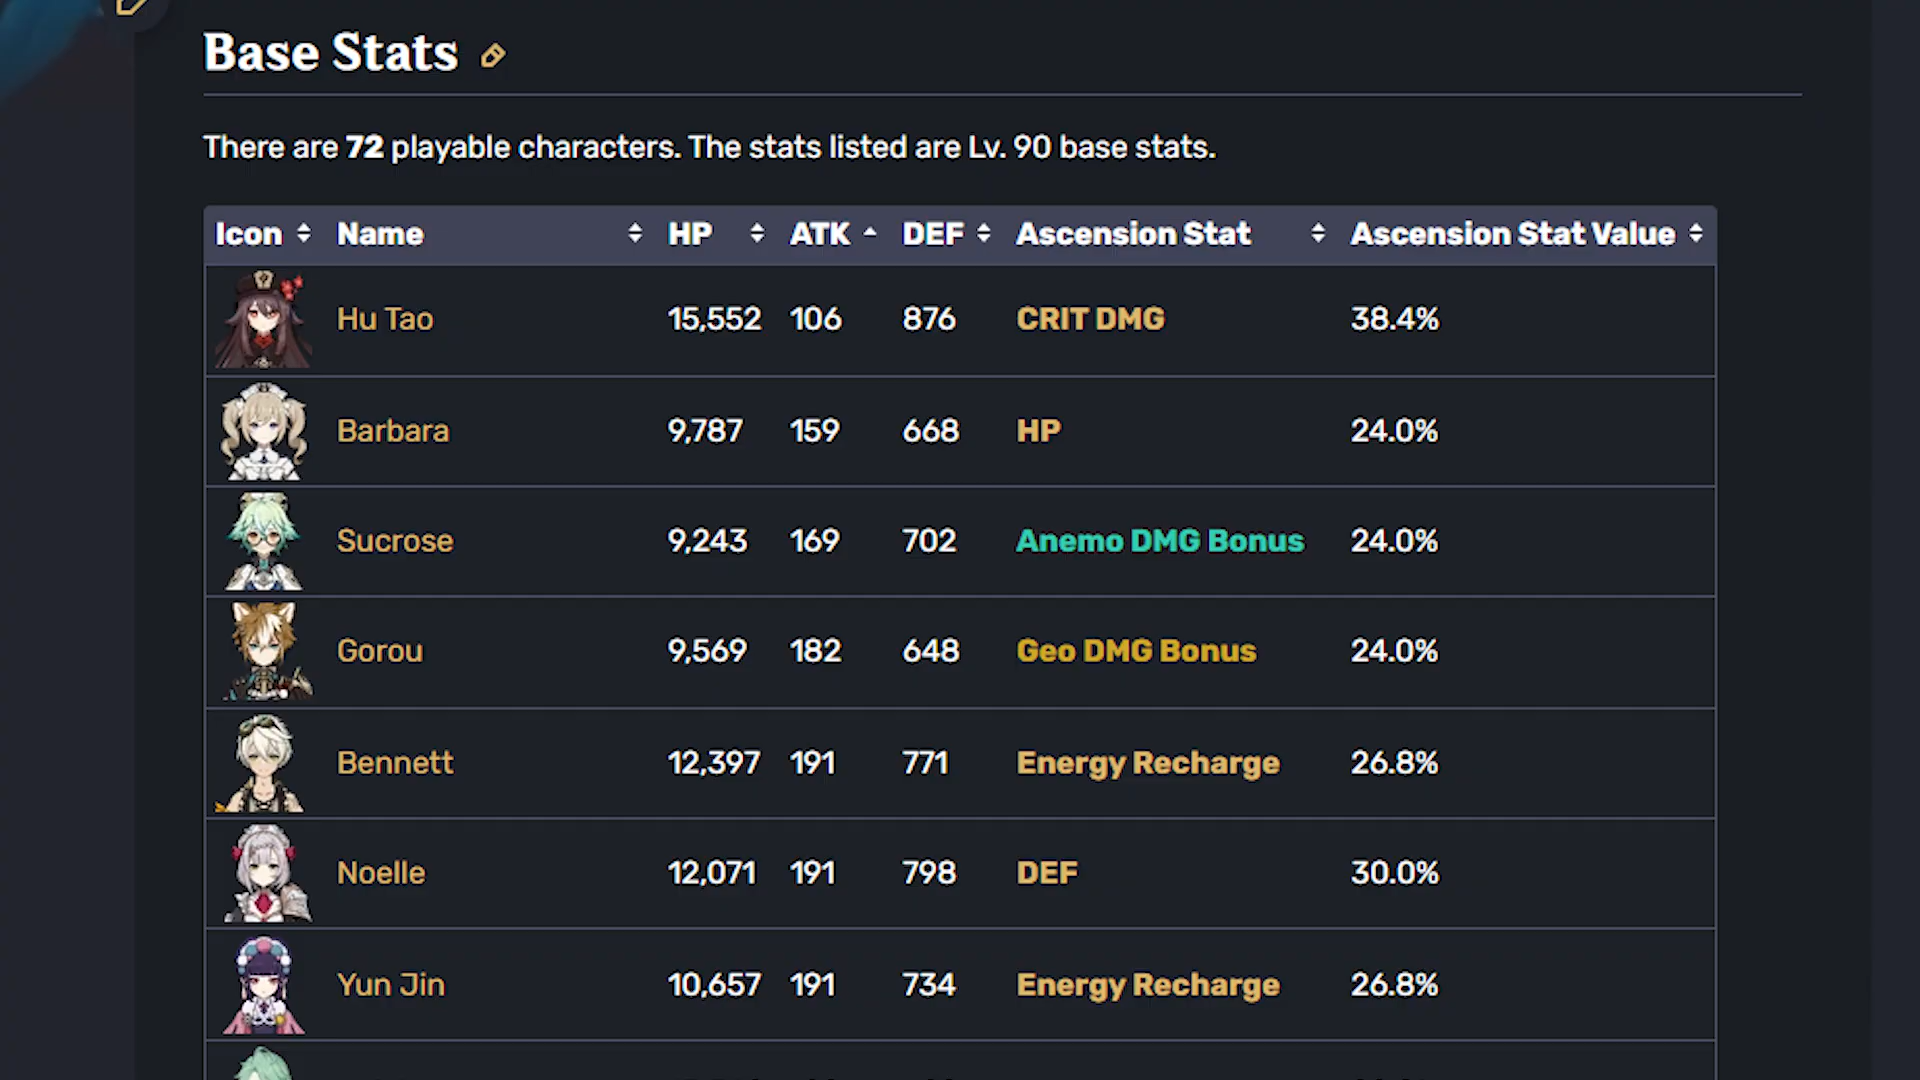 Base Stats
There are 72 playable characters. The stats listed are Lv. 90 base stats.
Icon Name HP ATK DEF Ascension Stat Ascension Stat Value
Hu Tao 15,552 106 876 CRIT DMG 38.4%
Barbara 9,787 159 668 HP 24.0%
Sucrose 9,243 169 702 Anemo DMG Bonus 24.0%
Gorou 9,569 182 648 Geo DMG Bonus 24.0%
Bennett 12,397 191 771 Energy Recharge 26.8%
Noelle 12,071 191 798 DEF 30.0%
Yun Jin 10,657 191 734 Energy Recharge 26.8%